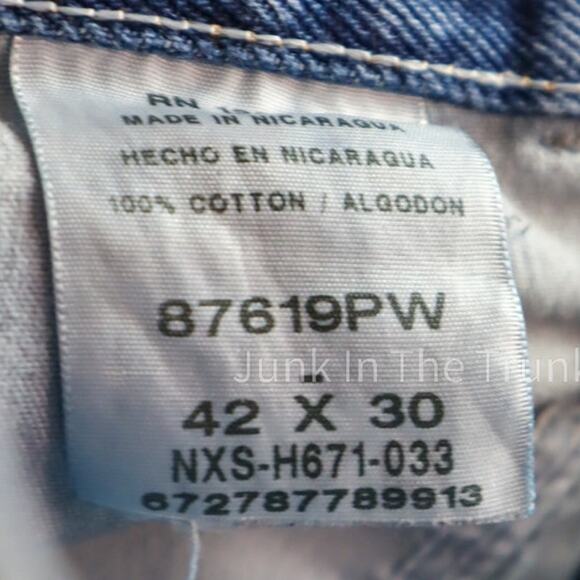 RN
MADE IN NICARAGUA
HECHO EN NICARAGUA
100% COTTON / ALGODON
87619PW
Junk In The Trunk
42 X 30
NXS-H671-033
672787789913